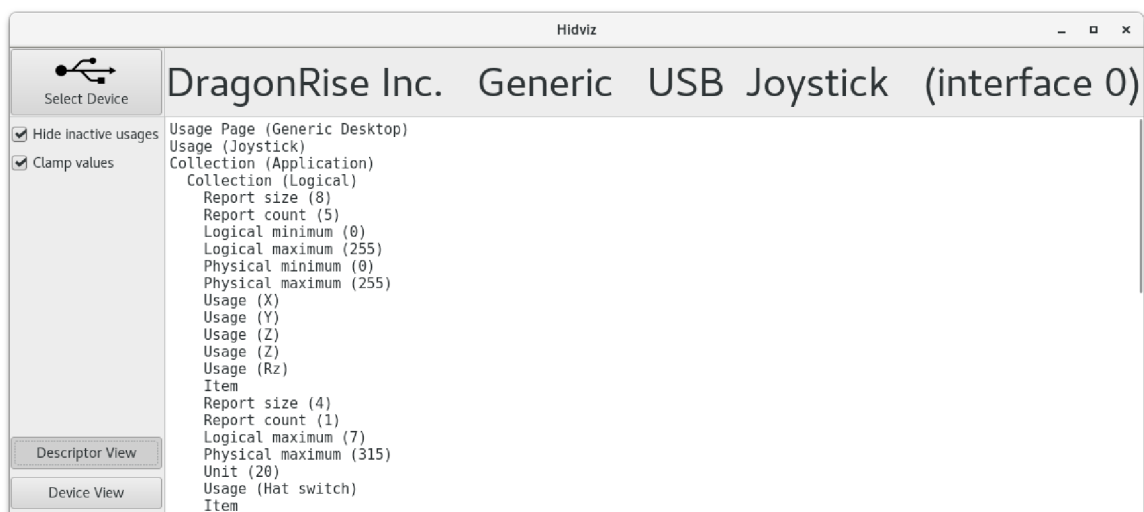 Hidviz
Select Device
DragonRise Inc. Generic USB Joystick (interface 0)
Hide inactive usages
Clamp values
Usage Page (Generic Desktop)
Usage (Joystick)
Collection (Application)
Collection (Logical)
Report size (8)
Report count (5)
Logical minimum (0)
Logical maximum (255)
Physical minimum (0)
Physical maximum (255)
Usage (X)
Usage (Y)
Usage (Z)
Usage (Z)
Usage (Rz)
Item
Report size (4)
Report count (1)
Logical maximum (7)
Physical maximum (315)
Unit (20)
Usage (Hat switch)
Item
Descriptor View
Device View